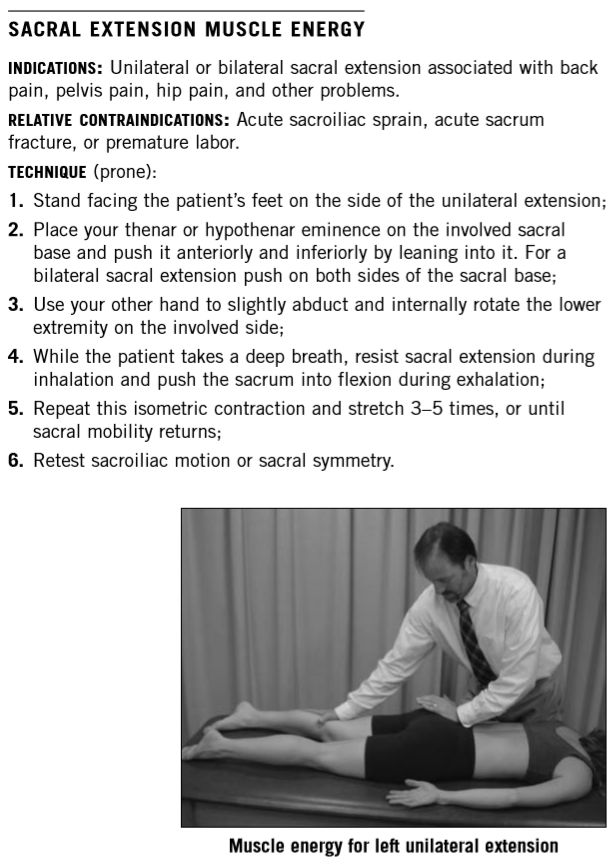 SACRAL EXTENSION MUSCLE ENERGY
INDICATIONS: Unilateral or bilateral sacral extension associated with back
pain, pelvis pain, hip pain, and other problems.
RELATIVE CONTRAINDICATIONS: Acute sacroiliac sprain, acute sacrum
fracture, or premature labor.
TECHNIQUE (prone):
1. Stand facing the patient's feet on the side of the unilateral extension;
2. Place your thenar or hypothenar eminence on the involved sacral
base and push it anteriorly and inferiorly by leaning into it. For a
bilateral sacral extension push on both sides of the sacral base;
3. Use your other hand to slightly abduct and internally rotate the lower
extremity on the involved side;
4. While the patient takes a deep breath, resist sacral extension during
inhalation and push the sacrum into flexion during exhalation;
5. Repeat this isometric contraction and stretch 3–5 times, or until
sacral mobility returns;
6. Retest sacroiliac motion or sacral symmetry.
Muscle energy for left unilateral extension